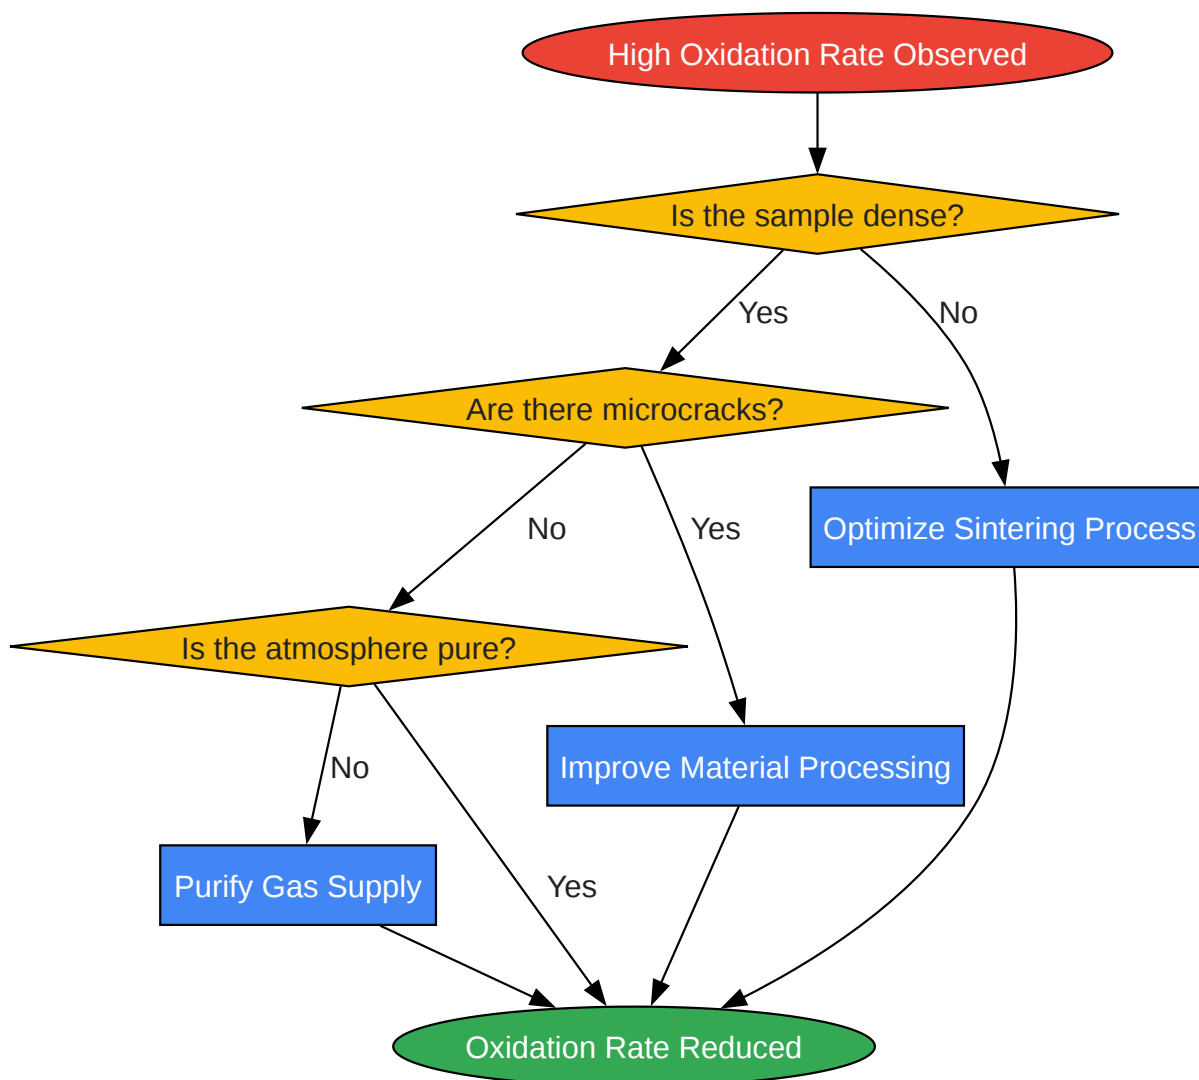 High Oxidation Rate Observed
Is the sample dense?
Yes
No
Are there microcracks?
No
Yes
Optimize Sintering Process
Is the atmosphere pure?
No
Improve Material Processing
Purify Gas Supply
Yes
Oxidation Rate Reduced